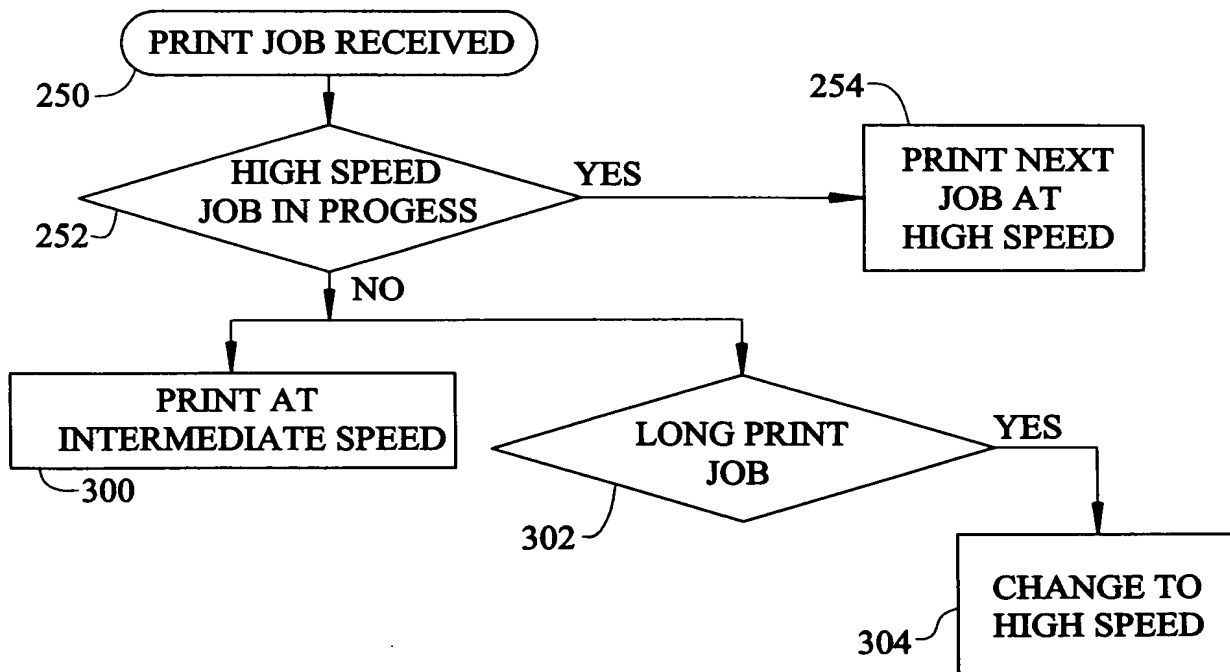 PRINT JOB RECEIVED
250
254
HIGH SPEED
JOB IN PROGESS
YES
252
PRINT NEXT
JOB AT
HIGH SPEED
NO
PRINT AT
INTERMEDIATE SPEED
300
LONG PRINT
JOB
YES
302
CHANGE TO
HIGH SPEED
304